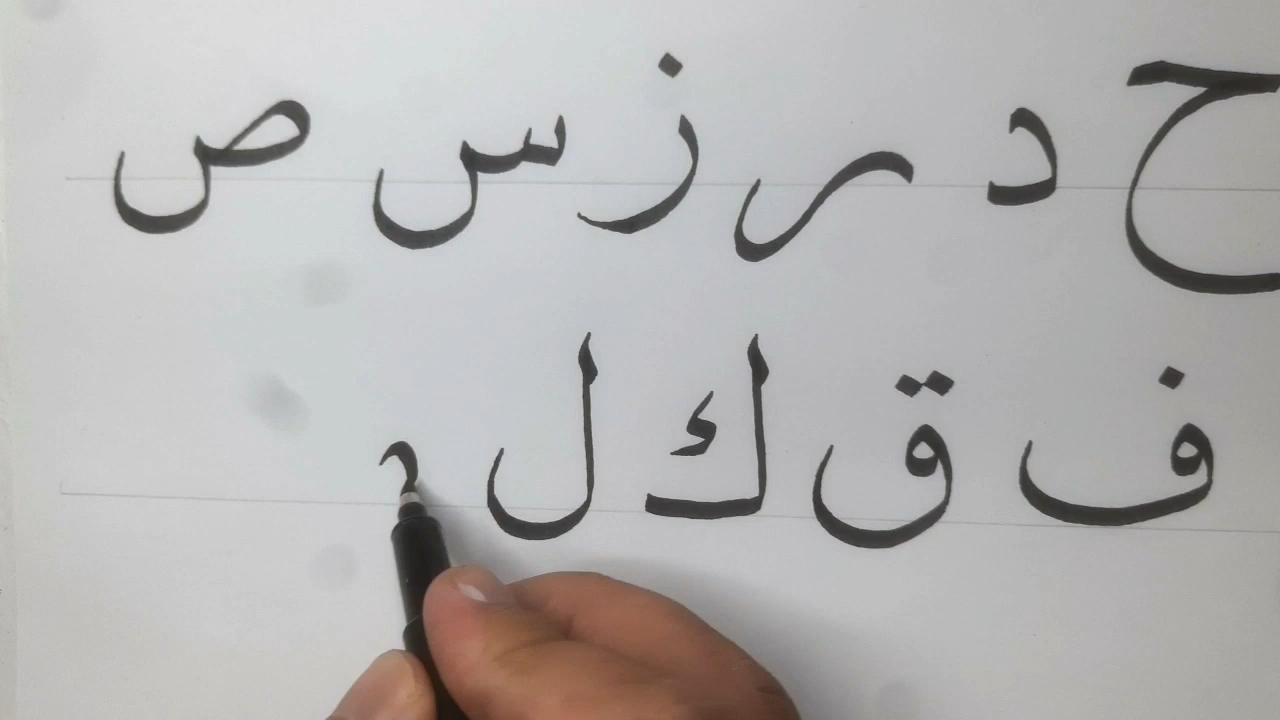 ح د ر ز س ص
ف ق ك ل